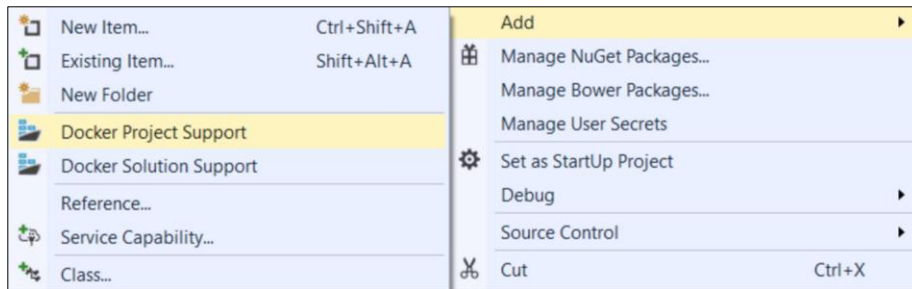 New Item... Ctrl+Shift+A
Existing Item... Shift+Alt+A
New Folder
Docker Project Support
Docker Solution Support
Reference...
Service Capability...
Class...
Add
Manage NuGet Packages...
Manage Bower Packages...
Manage User Secrets
Set as StartUp Project
Debug
Source Control
Cut Ctrl+X